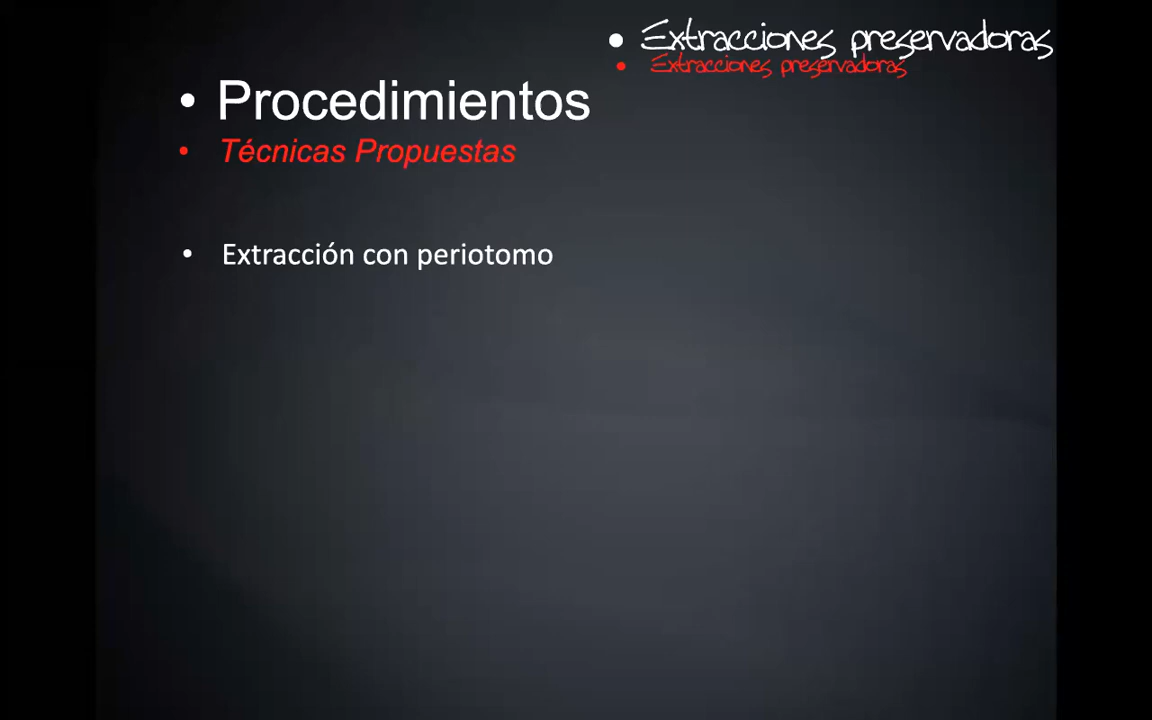 • Extracciones preservadoras
• Extracciones preservadoras
• Procedimientos
• Técnicas Propuestas
• Extracción con periotomo